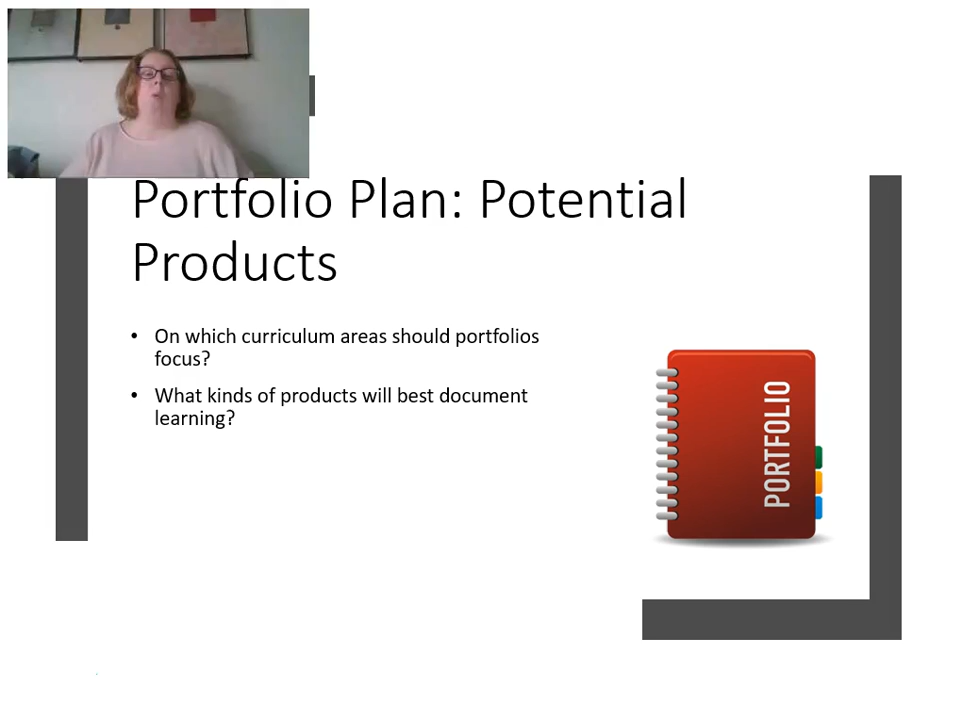 Portfolio Plan: Potential
Products
• On which curriculum areas should portfolios
focus?
• What kinds of products will best document
learning?
PORTFOLIO